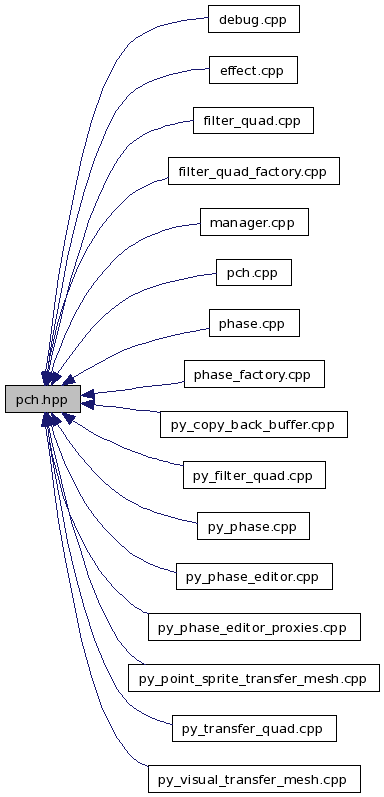 debug.cpp
effect.cpp
filter_quad.cpp
filter_quad_factory.cpp
manager.cpp
pch.cpp
phase.cpp
phase_factory.cpp
pch.hpp
py_copy_back_buffer.cpp
py_filter_quad.cpp
py_phase.cpp
py_phase_editor.cpp
py_phase_editor_proxies.cpp
py_point_sprite_transfer_mesh.cpp
py_transfer_quad.cpp
py_visual_transfer_mesh.cpp